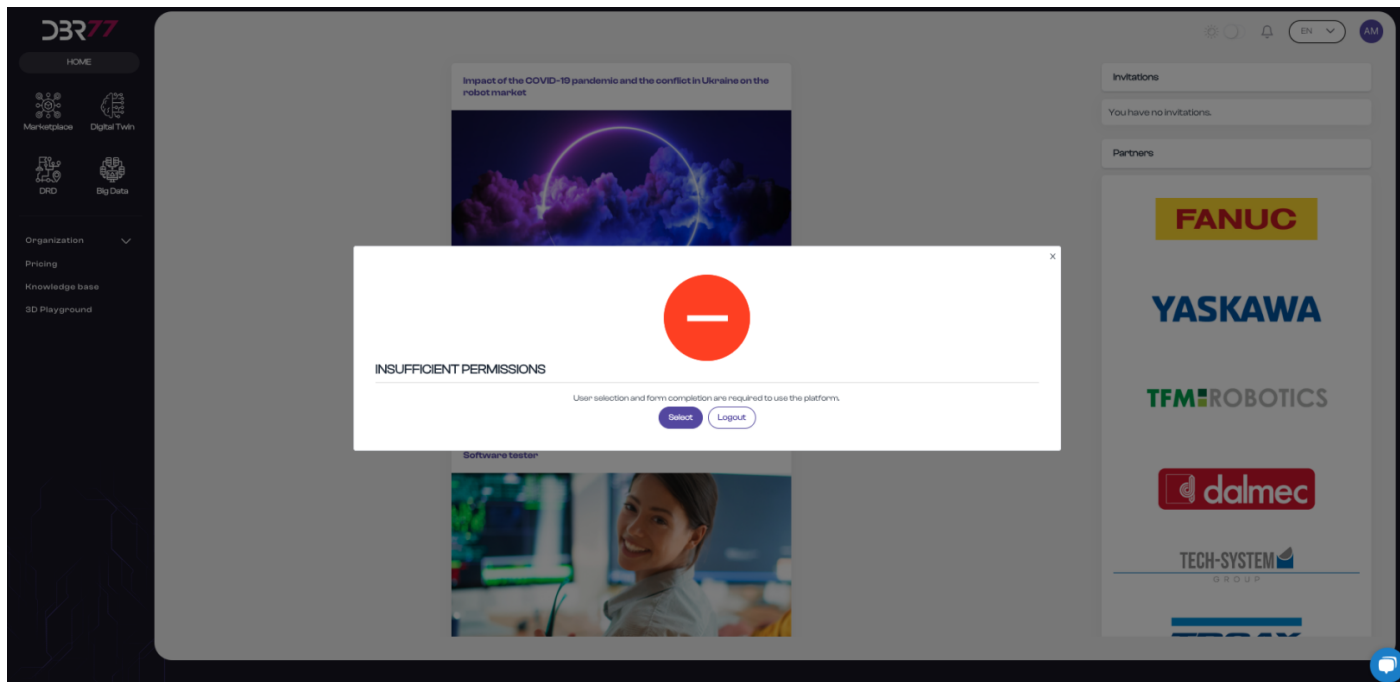 DBR77
HOME
Marketplace
Digital Twin
DRD
Big Data
Organization
Pricing
Knowledge base
3D Playground
EN
AM
Impact of the COVID-19 pandemic and the conflict in Ukraine on the
robot market
Invitations
You have no invitations.
Partners
FANUC
YASKAWA
TFM ROBOTICS
dalmec
TECH-SYSTEM
GROUP
X
INSUFFICIENT PERMISSIONS
User selection and form completion are required to use the platform.
Select
Logout
Software tester